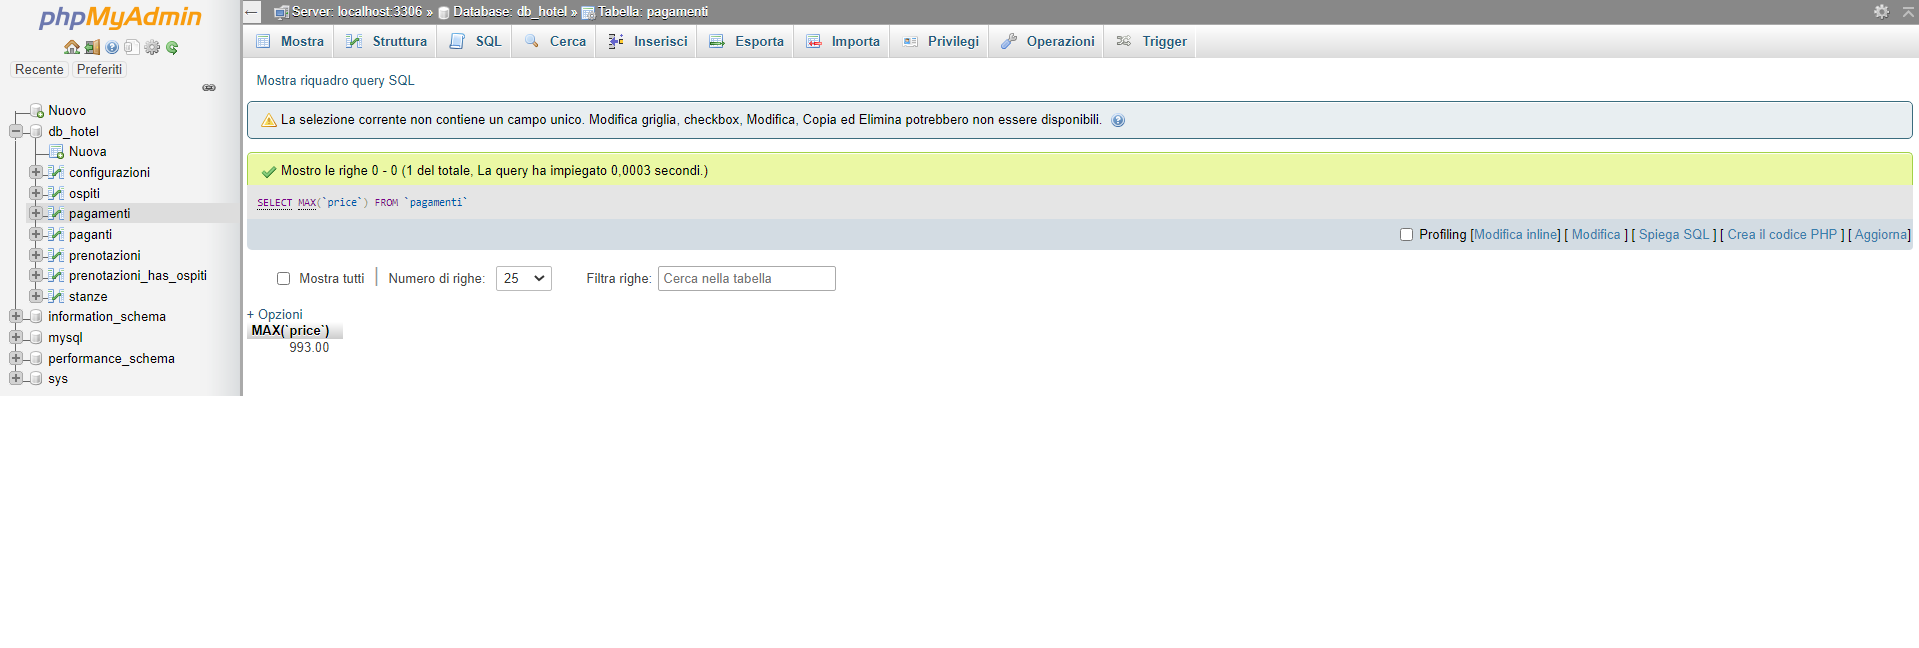 phpMyAdmin
Recente Preferiti
Nuovo
db_hotel
Nuova
configurazioni
ospiti
pagamenti
paganti
prenotazioni
prenotazioni_has_ospiti
stanze
information_schema
mysql
performance_schema
sys
Server: localhost:3306 » Database: db_hotel » Tabella: pagamenti
Mostra Struttura SQL Cerca Inserisci Esporta Importa Privilegi Operazioni Trigger
Mostra riquadro query SQL
La selezione corrente non contiene un campo unico. Modifica griglia, checkbox, Modifica, Copia ed Elimina potrebbero non essere disponibili.
Mostro le righe 0 - 0 (1 del totale, La query ha impiegato 0,0003 secondi.)
SELECT MAX(`price`) FROM `pagamenti`
Profiling [Modifica inline] [ Modifica ] [ Spiega SQL ] [ Crea il codice PHP ] [ Aggiorna]
Mostra tutti | Numero di righe: 25 Filtra righe: Cerca nella tabella
+ Opzioni
MAX(`price`)
993.00